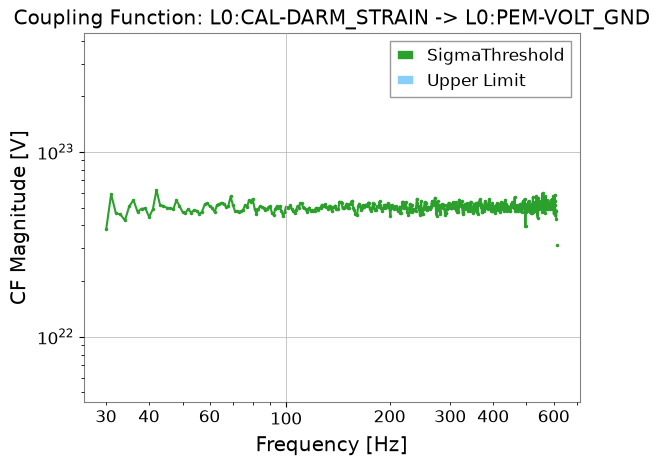 Coupling Function: L0:CAL-DARM_STRAIN -> L0:PEM-VOLT_GND
SigmaThreshold
Upper Limit
10^23
10^22
CF Magnitude [V]
30 40 60 100 200 300 400 600
Frequency [Hz]